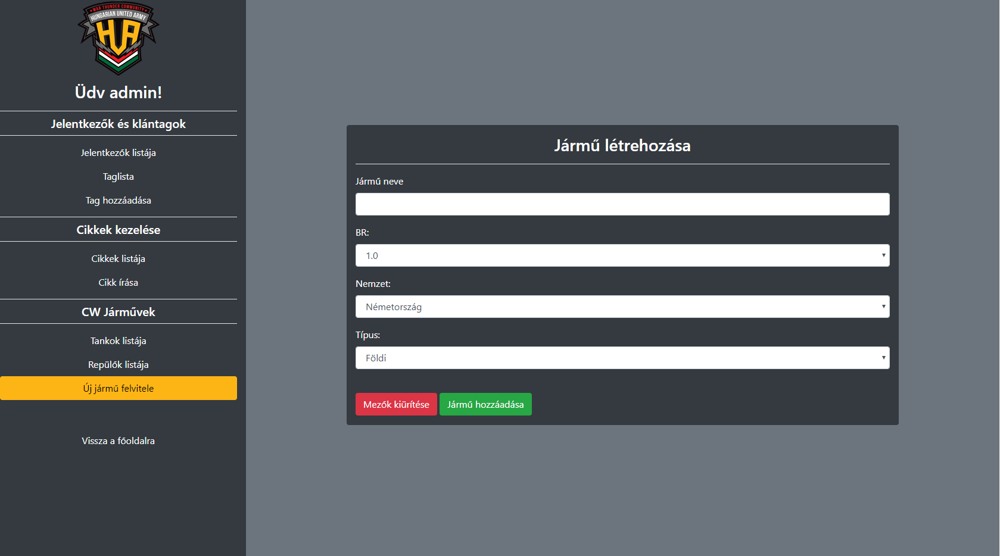 WAR THUNDER COMMUNITY
HUNGARIAN UNITED ARMY
HUA
Üdv admin!
Jelentkezők és klántagok
Jelentkezők listája
Taglista
Tag hozzáadása
Cikkek kezelése
Cikkek listája
Cikk írása
CW Járművek
Tankok listája
Repülők listája
Új jármű felvitele
Vissza a főoldalra
Jármű létrehozása
Jármű neve
BR:
1.0
Nemzet:
Németország
Típus:
Földi
Mezők kiürítése Jármű hozzáadása